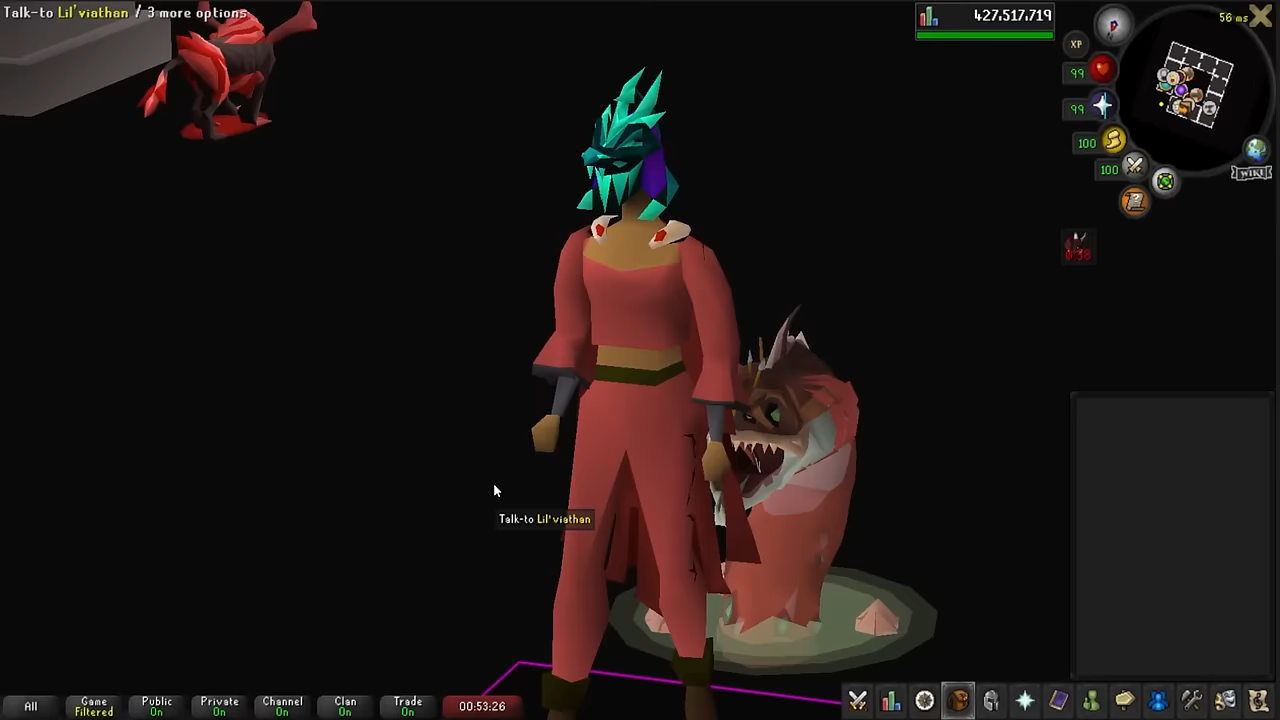 Talk-to Lil'viathan / 3 more options
427,517,719
56 ms
XP
99
99
100
100
WIKI
0:38
Talk-to Lil'viathan
All
Game
Filtered
Public
On
Private
On
Channel
On
Clan
On
Trade
On
00:53:26